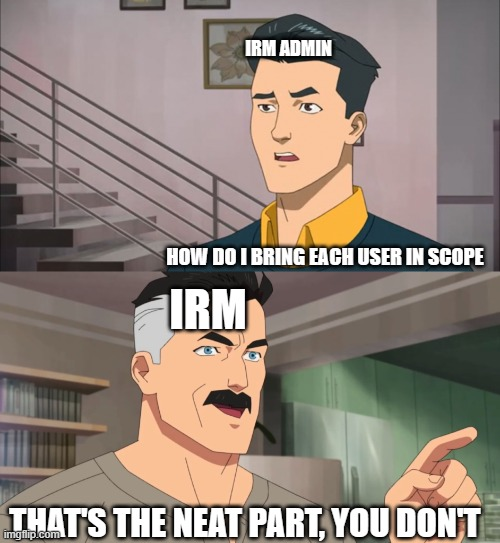 IRM ADMIN
HOW DO I BRING EACH USER IN SCOPE
IRM
THAT'S THE NEAT PART, YOU DON'T
imgflip.com